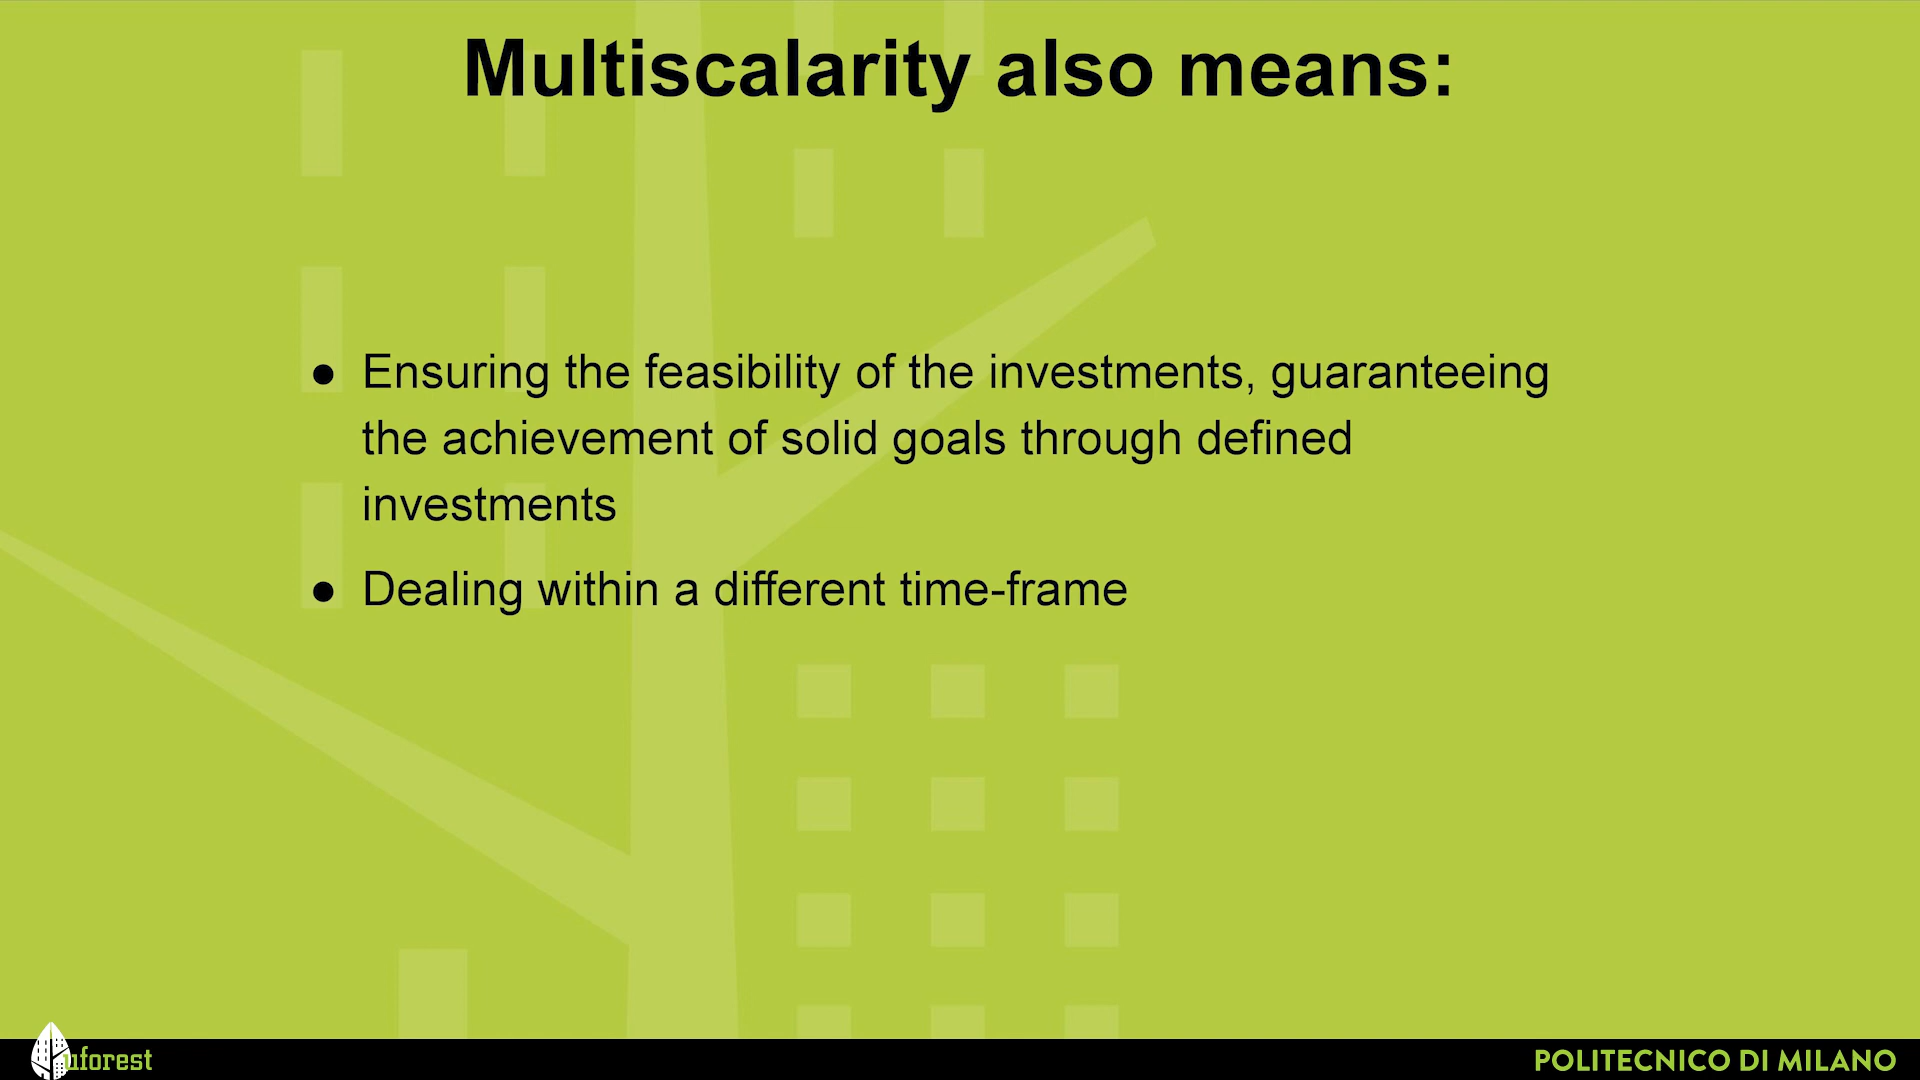 Multiscalarity also means:
● Ensuring the feasibility of the investments, guaranteeing
the achievement of solid goals through defined
investments
● Dealing within a different time-frame
uforest
POLITECNICO DI MILANO